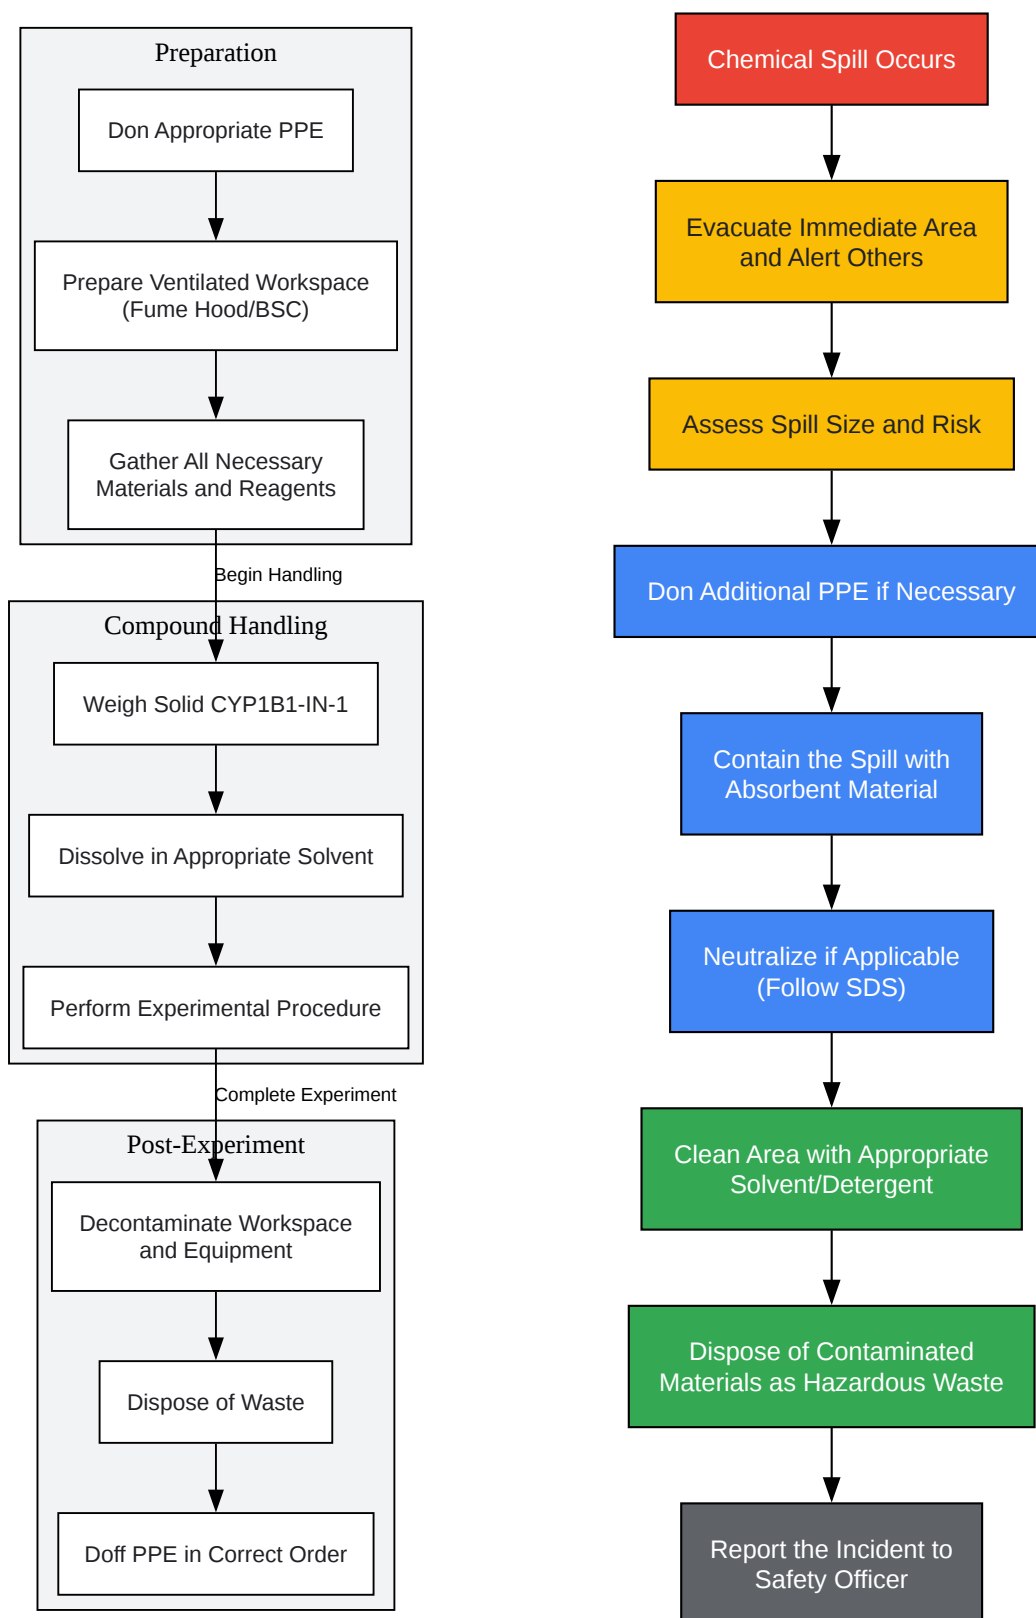 Preparation
Don Appropriate PPE
Prepare Ventilated Workspace
(Fume Hood/BSC)
Gather All Necessary
Materials and Reagents
Begin Handling
Compound Handling
Weigh Solid CYP1B1-IN-1
Dissolve in Appropriate Solvent
Perform Experimental Procedure
Complete Experiment
Post-Experiment
Decontaminate Workspace
and Equipment
Dispose of Waste
Doff PPE in Correct Order
Chemical Spill Occurs
Evacuate Immediate Area
and Alert Others
Assess Spill Size and Risk
Don Additional PPE if Necessary
Contain the Spill with
Absorbent Material
Neutralize if Applicable
(Follow SDS)
Clean Area with Appropriate
Solvent/Detergent
Dispose of Contaminated
Materials as Hazardous Waste
Report the Incident to
Safety Officer